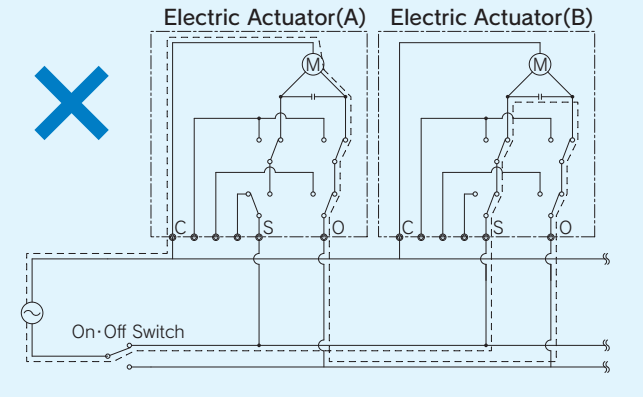 Electric Actuator(A)
Electric Actuator(B)
M
M
C
S
O
C
S
O
On·Off Switch